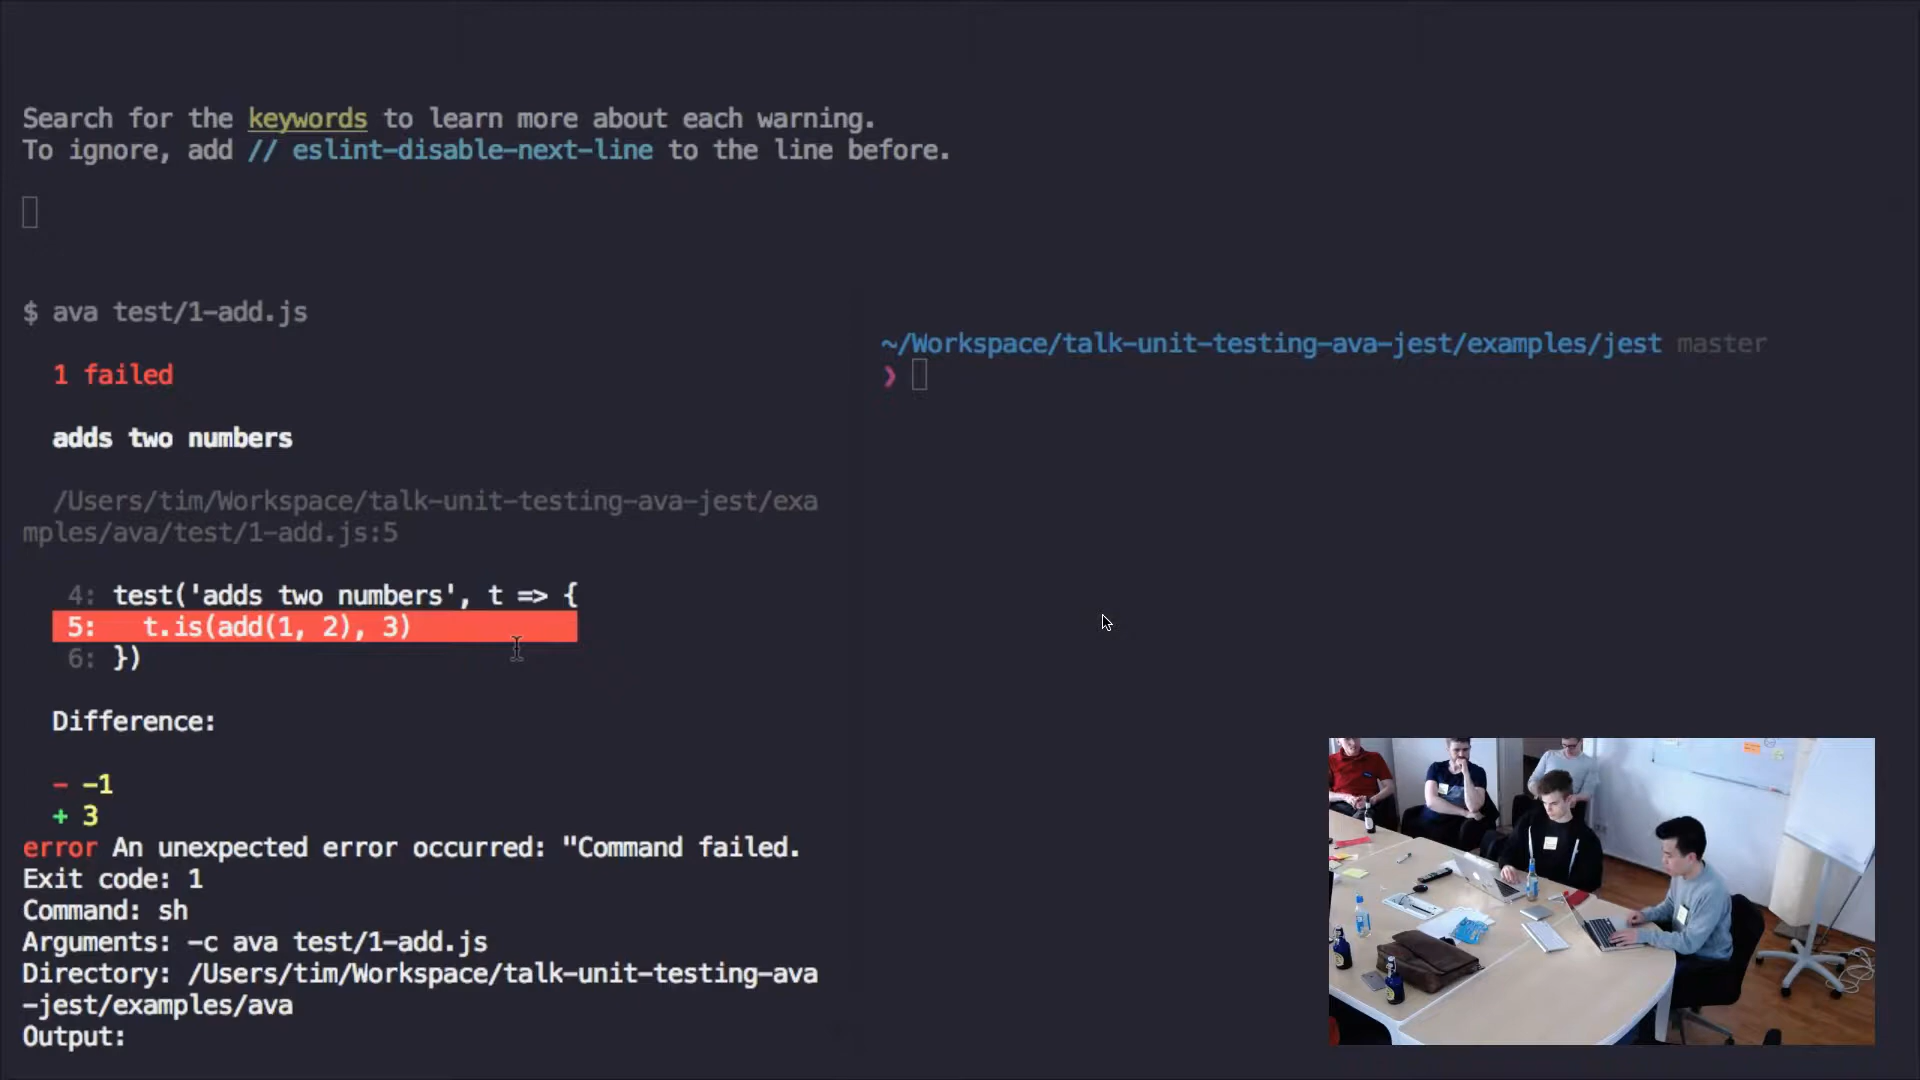 Search for the keywords to learn more about each warning.
To ignore, add // eslint-disable-next-line to the line before.
$ ava test/1-add.js
1 failed
adds two numbers
/Users/tim/Workspace/talk-unit-testing-ava-jest/exa
mples/ava/test/1-add.js:5
4: test('adds two numbers', t => {
5: t.is(add(1, 2), 3)
6: })
Difference:
- -1
+ 3
error An unexpected error occurred: "Command failed.
Exit code: 1
Command: sh
Arguments: -c ava test/1-add.js
Directory: /Users/tim/Workspace/talk-unit-testing-ava
-jest/examples/ava
Output:
~/Workspace/talk-unit-testing-ava-jest/examples/jest master
❯